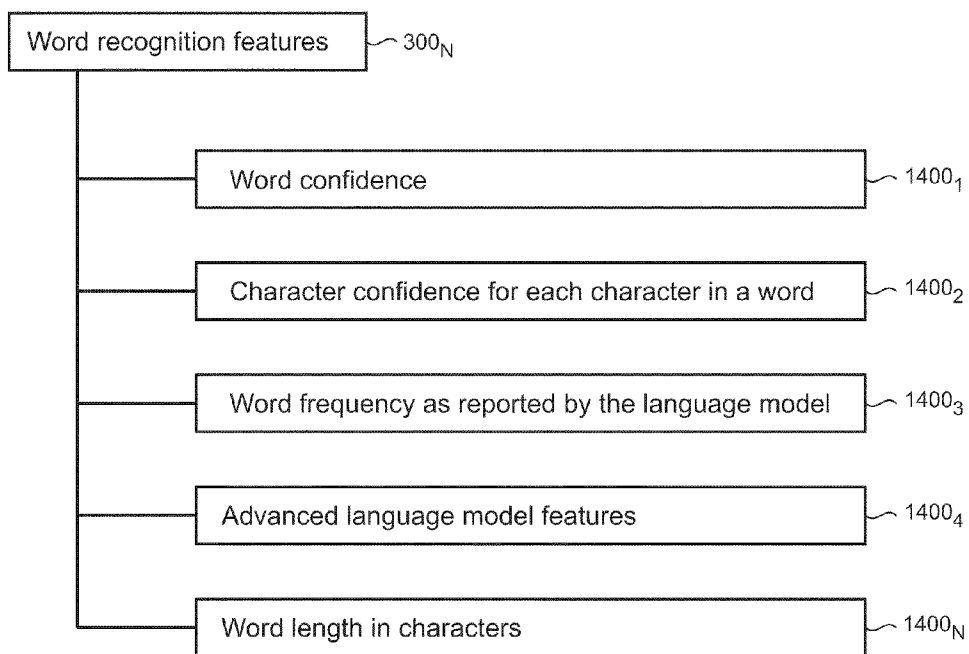 Word recognition features 300N
Word confidence 1400₁
Character confidence for each character in a word 1400₂
Word frequency as reported by the language model 1400₃
Advanced language model features 1400₄
Word length in characters 1400N